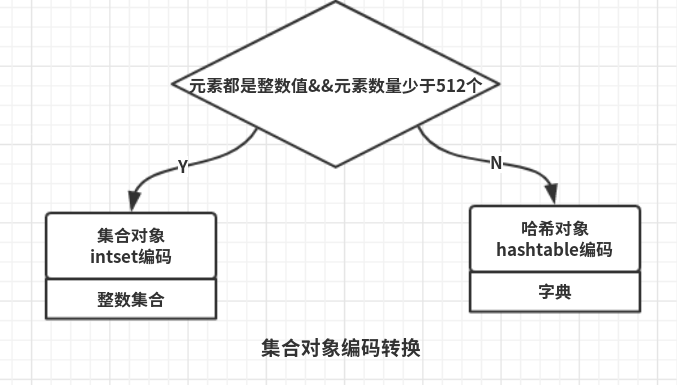 元素都是整数值&&元素数量少于512个
Y
N
集合对象
intset编码
整数集合
哈希对象
hashtable编码
字典
集合对象编码转换